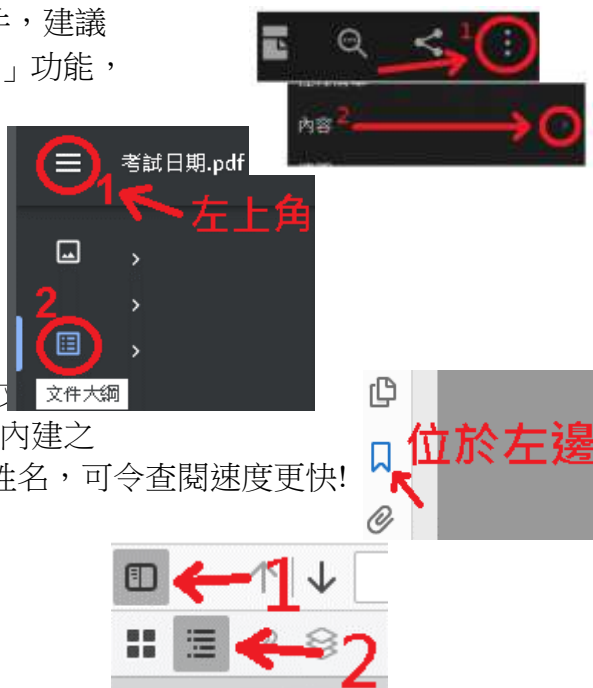 件，建議
」功能，
1
內容 2
考試日期.pdf
1
左上角
2
文件大綱
內建之
位於左邊
姓名，可令查閱速度更快!
1
2